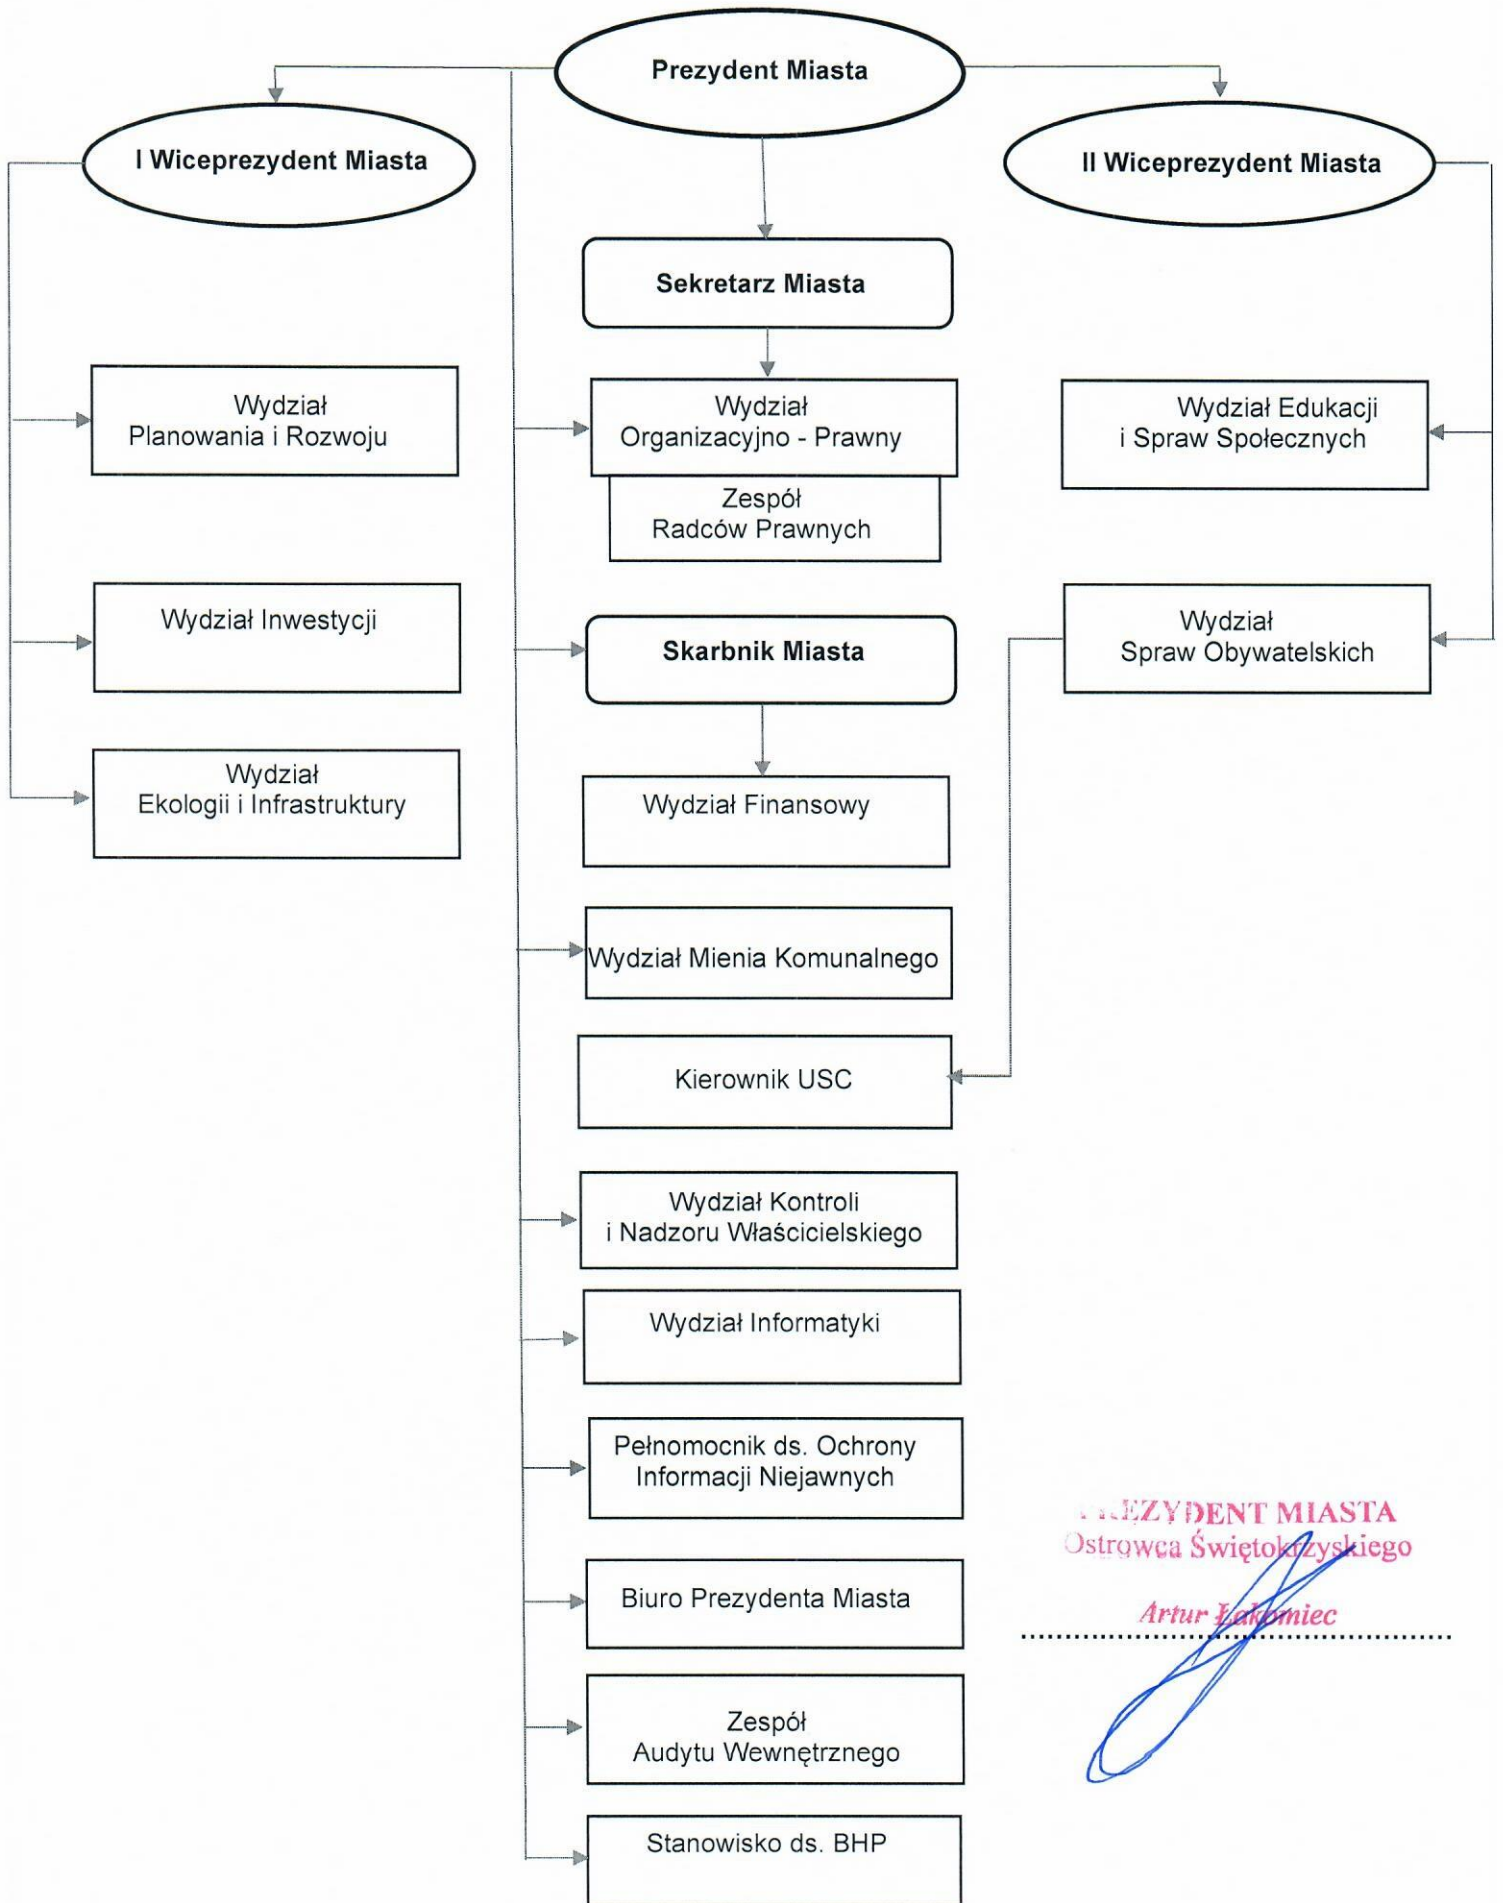 Prezydent Miasta
I Wiceprezydent Miasta
II Wiceprezydent Miasta
Sekretarz Miasta
Wydział
Planowania i Rozwoju
Wydział
Organizacyjno - Prawny
Wydział Edukacji
i Spraw Społecznych
Zespół
Radców Prawnych
Wydział Inwestycji
Skarbnik Miasta
Wydział
Spraw Obywatelskich
Wydział
Ekologii i Infrastruktury
Wydział Finansowy
Wydział Mienia Komunalnego
Kierownik USC
Wydział Kontroli
i Nadzoru Właścicielskiego
Wydział Informatyki
Pełnomocnik ds. Ochrony
Informacji Niejawnych
Biuro Prezydenta Miasta
Zespół
Audytu Wewnętrznego
Stanowisko ds. BHP
PREZYDENT MIASTA
Ostrowca Świętokrzyskiego
Artur Łakomiec